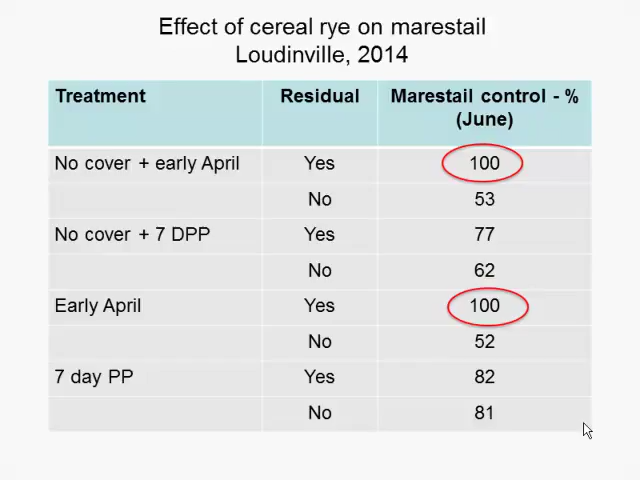 Effect of cereal rye on marestail
Loudinville, 2014
Treatment Residual Marestail control - %
(June)
No cover + early April Yes 100
No 53
No cover + 7 DPP Yes 77
No 62
Early April Yes 100
No 52
7 day PP Yes 82
No 81